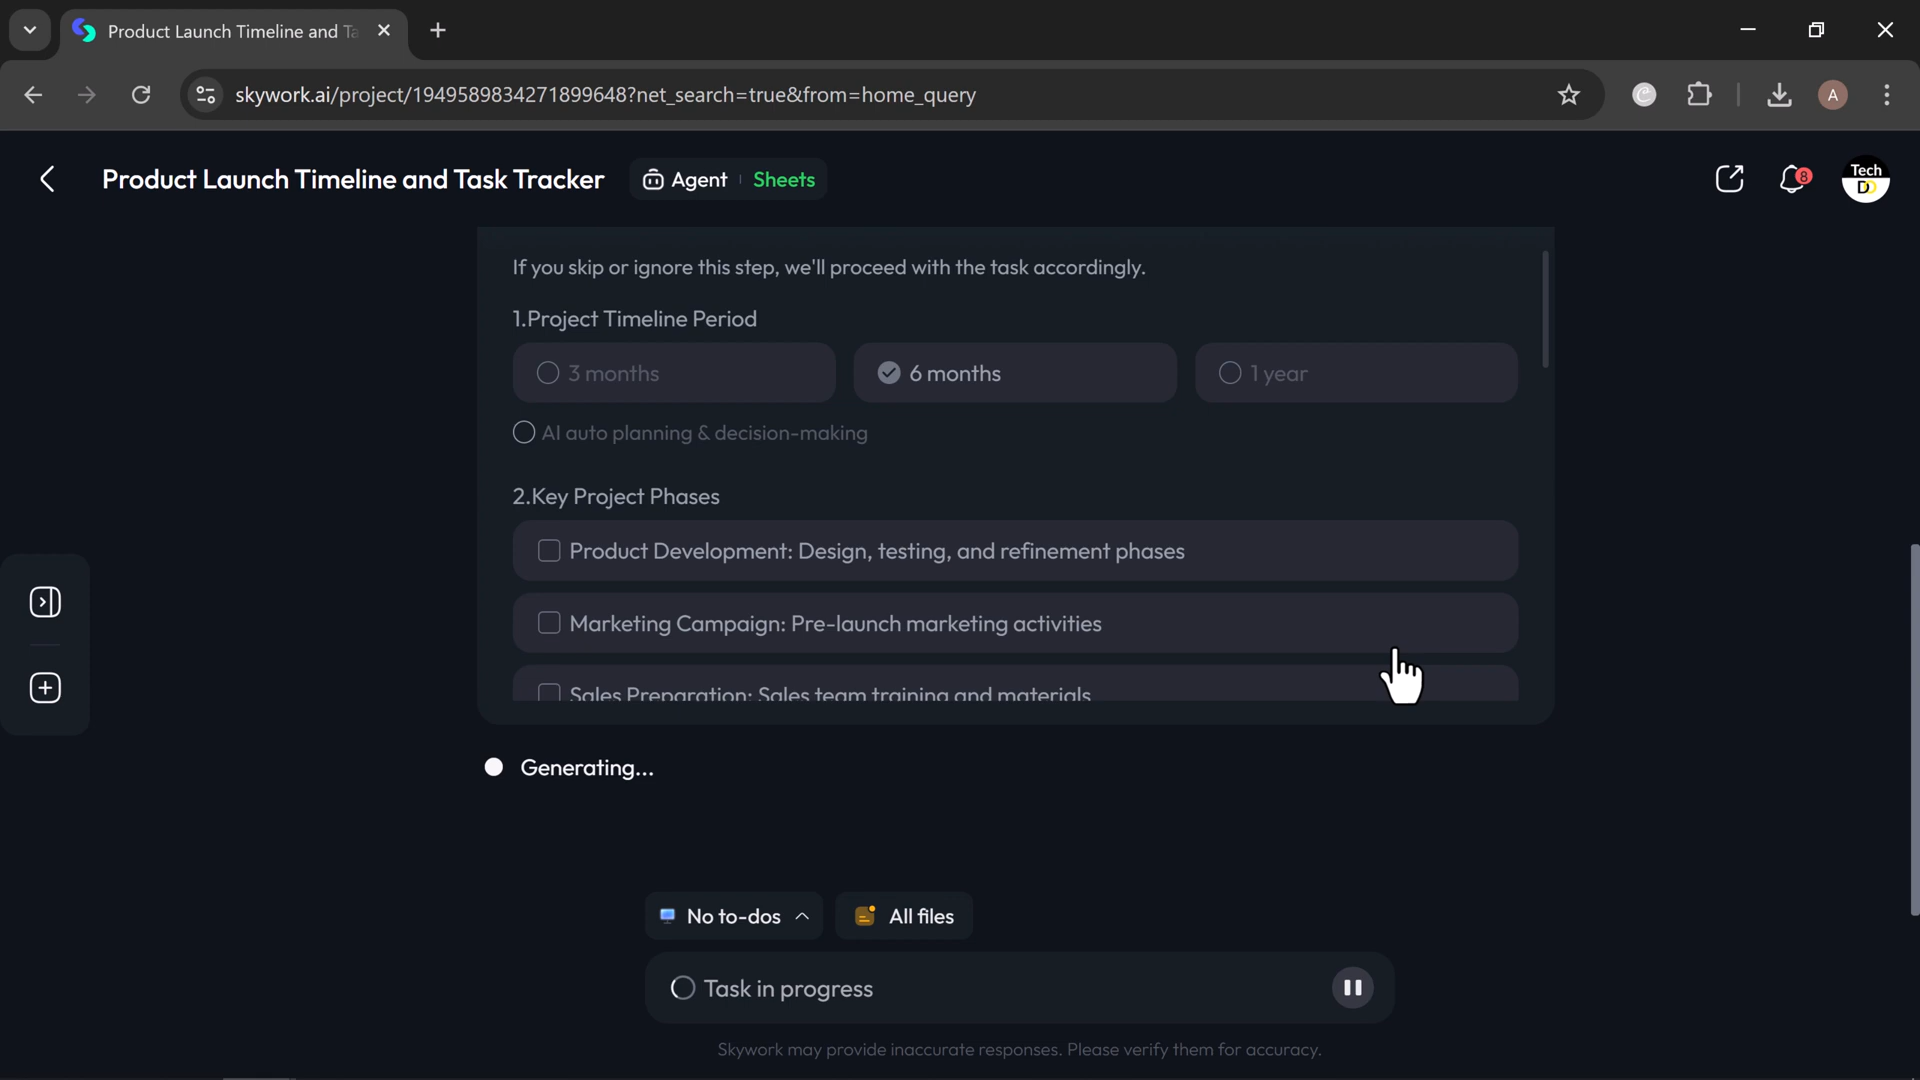 Product Launch Timeline and Ta
skywork.ai/project/1949589834271899648?net_search=true&from=home_query
A
Product Launch Timeline and Task Tracker
Agent
Sheets
8
Tech
DO
If you skip or ignore this step, we'll proceed with the task accordingly.
1.Project Timeline Period
3 months
6 months
1 year
AI auto planning & decision-making
2.Key Project Phases
Product Development: Design, testing, and refinement phases
Marketing Campaign: Pre-launch marketing activities
Sales Preparation: Sales team training and materials
Generating...
No to-dos
All files
Task in progress
Skywork may provide inaccurate responses. Please verify them for accuracy.